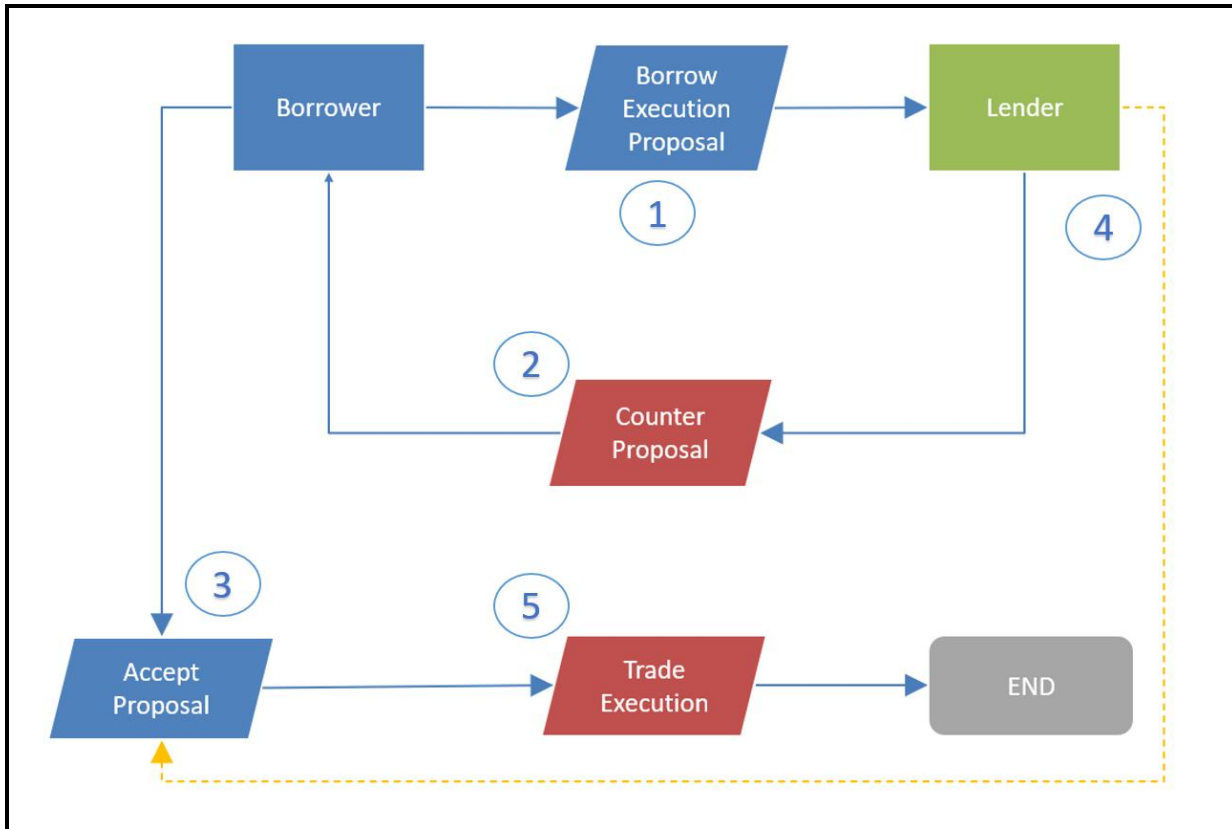 Borrower
Borrow
Execution
Proposal
Lender
1
4
2
Counter
Proposal
3
5
Accept
Proposal
Trade
Execution
END